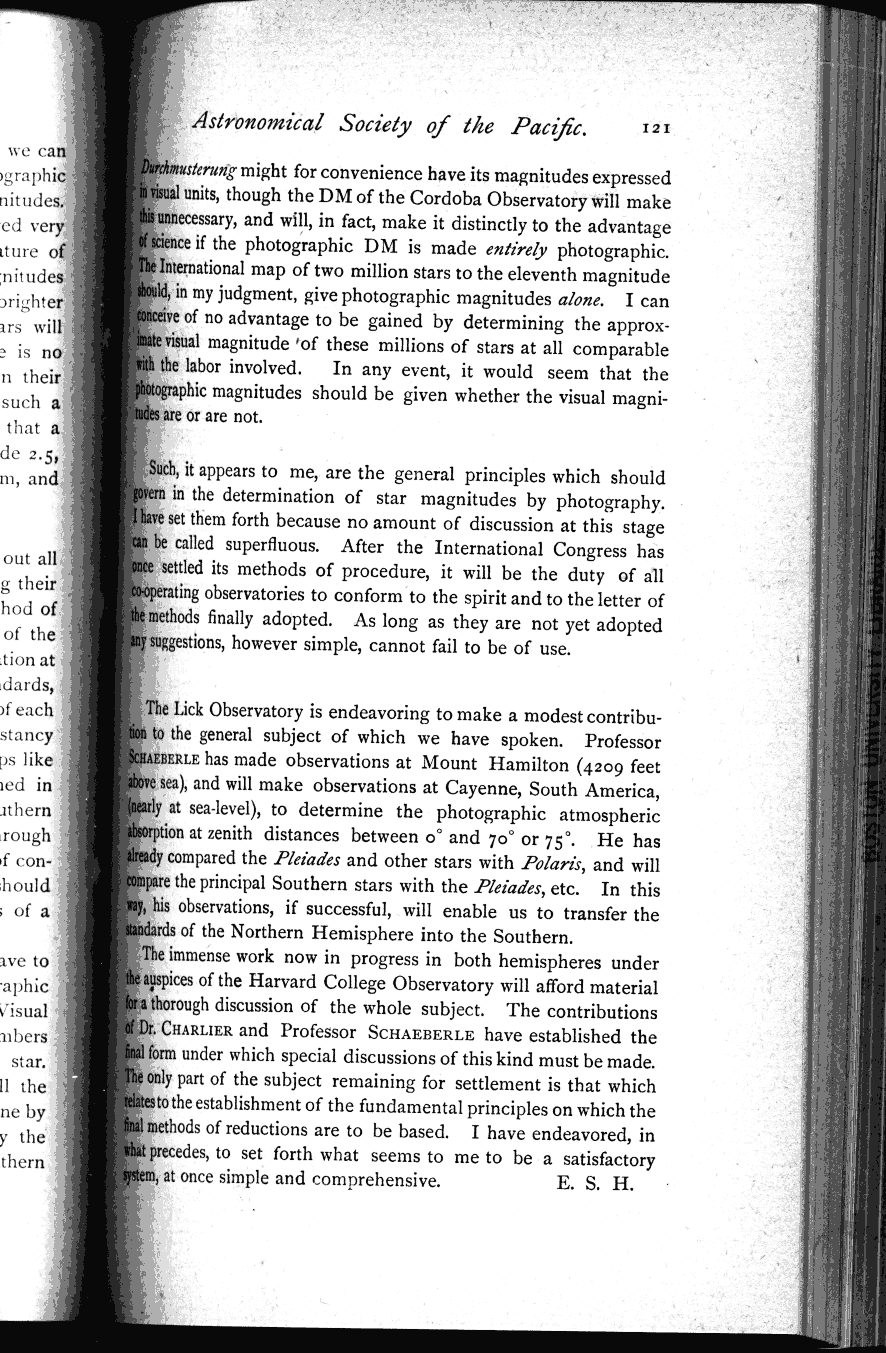 Astronomical Society of the Pacific. 121
Durchmusterung might for convenience have its magnitudes expressed
in visual units, though the DM of the Cordoba Observatory will make
this unnecessary, and will, in fact, make it distinctly to the advantage
of science if the photographic DM is made entirely photographic.
The International map of two million stars to the eleventh magnitude
should, in my judgment, give photographic magnitudes alone. I can
conceive of no advantage to be gained by determining the approx-
imate visual magnitude of these millions of stars at all comparable
with the labor involved. In any event, it would seem that the
photographic magnitudes should be given whether the visual magni-
tudes are or are not.
Such, it appears to me, are the general principles which should
govern in the determination of star magnitudes by photography.
I have set them forth because no amount of discussion at this stage
can be called superfluous. After the International Congress has
once settled its methods of procedure, it will be the duty of all
co-operating observatories to conform to the spirit and to the letter of
the methods finally adopted. As long as they are not yet adopted
any suggestions, however simple, cannot fail to be of use.
The Lick Observatory is endeavoring to make a modest contribu-
tion to the general subject of which we have spoken. Professor
SCHAEBERLE has made observations at Mount Hamilton (4209 feet
above sea), and will make observations at Cayenne, South America,
(nearly at sea-level), to determine the photographic atmospheric
absorption at zenith distances between 0° and 70° or 75°. He has
already compared the Pleiades and other stars with Polaris, and will
compare the principal Southern stars with the Pleiades, etc. In this
way, his observations, if successful, will enable us to transfer the
standards of the Northern Hemisphere into the Southern.
The immense work now in progress in both hemispheres under
the auspices of the Harvard College Observatory will afford material
for a thorough discussion of the whole subject. The contributions
of Dr. CHARLIER and Professor SCHAEBERLE have established the
final form under which special discussions of this kind must be made.
The only part of the subject remaining for settlement is that which
relates to the establishment of the fundamental principles on which the
final methods of reductions are to be based. I have endeavored, in
what precedes, to set forth what seems to me to be a satisfactory
system, at once simple and comprehensive. E. S. H.
we can
ographic
nitudes.
ed very
ature of
gnitudes
brighter
ars will
e is no
n their
such a
that a
de 2.5,
m, and
out all
g their
hod of
of the
tion at
dards,
of each
stancy
ps like
ned in
uthern
rough
f con-
hould
s of a
ave to
raphic
Visual
mbers
star.
ll the
ne by
y the
thern
BOSTON UNIVERSITY